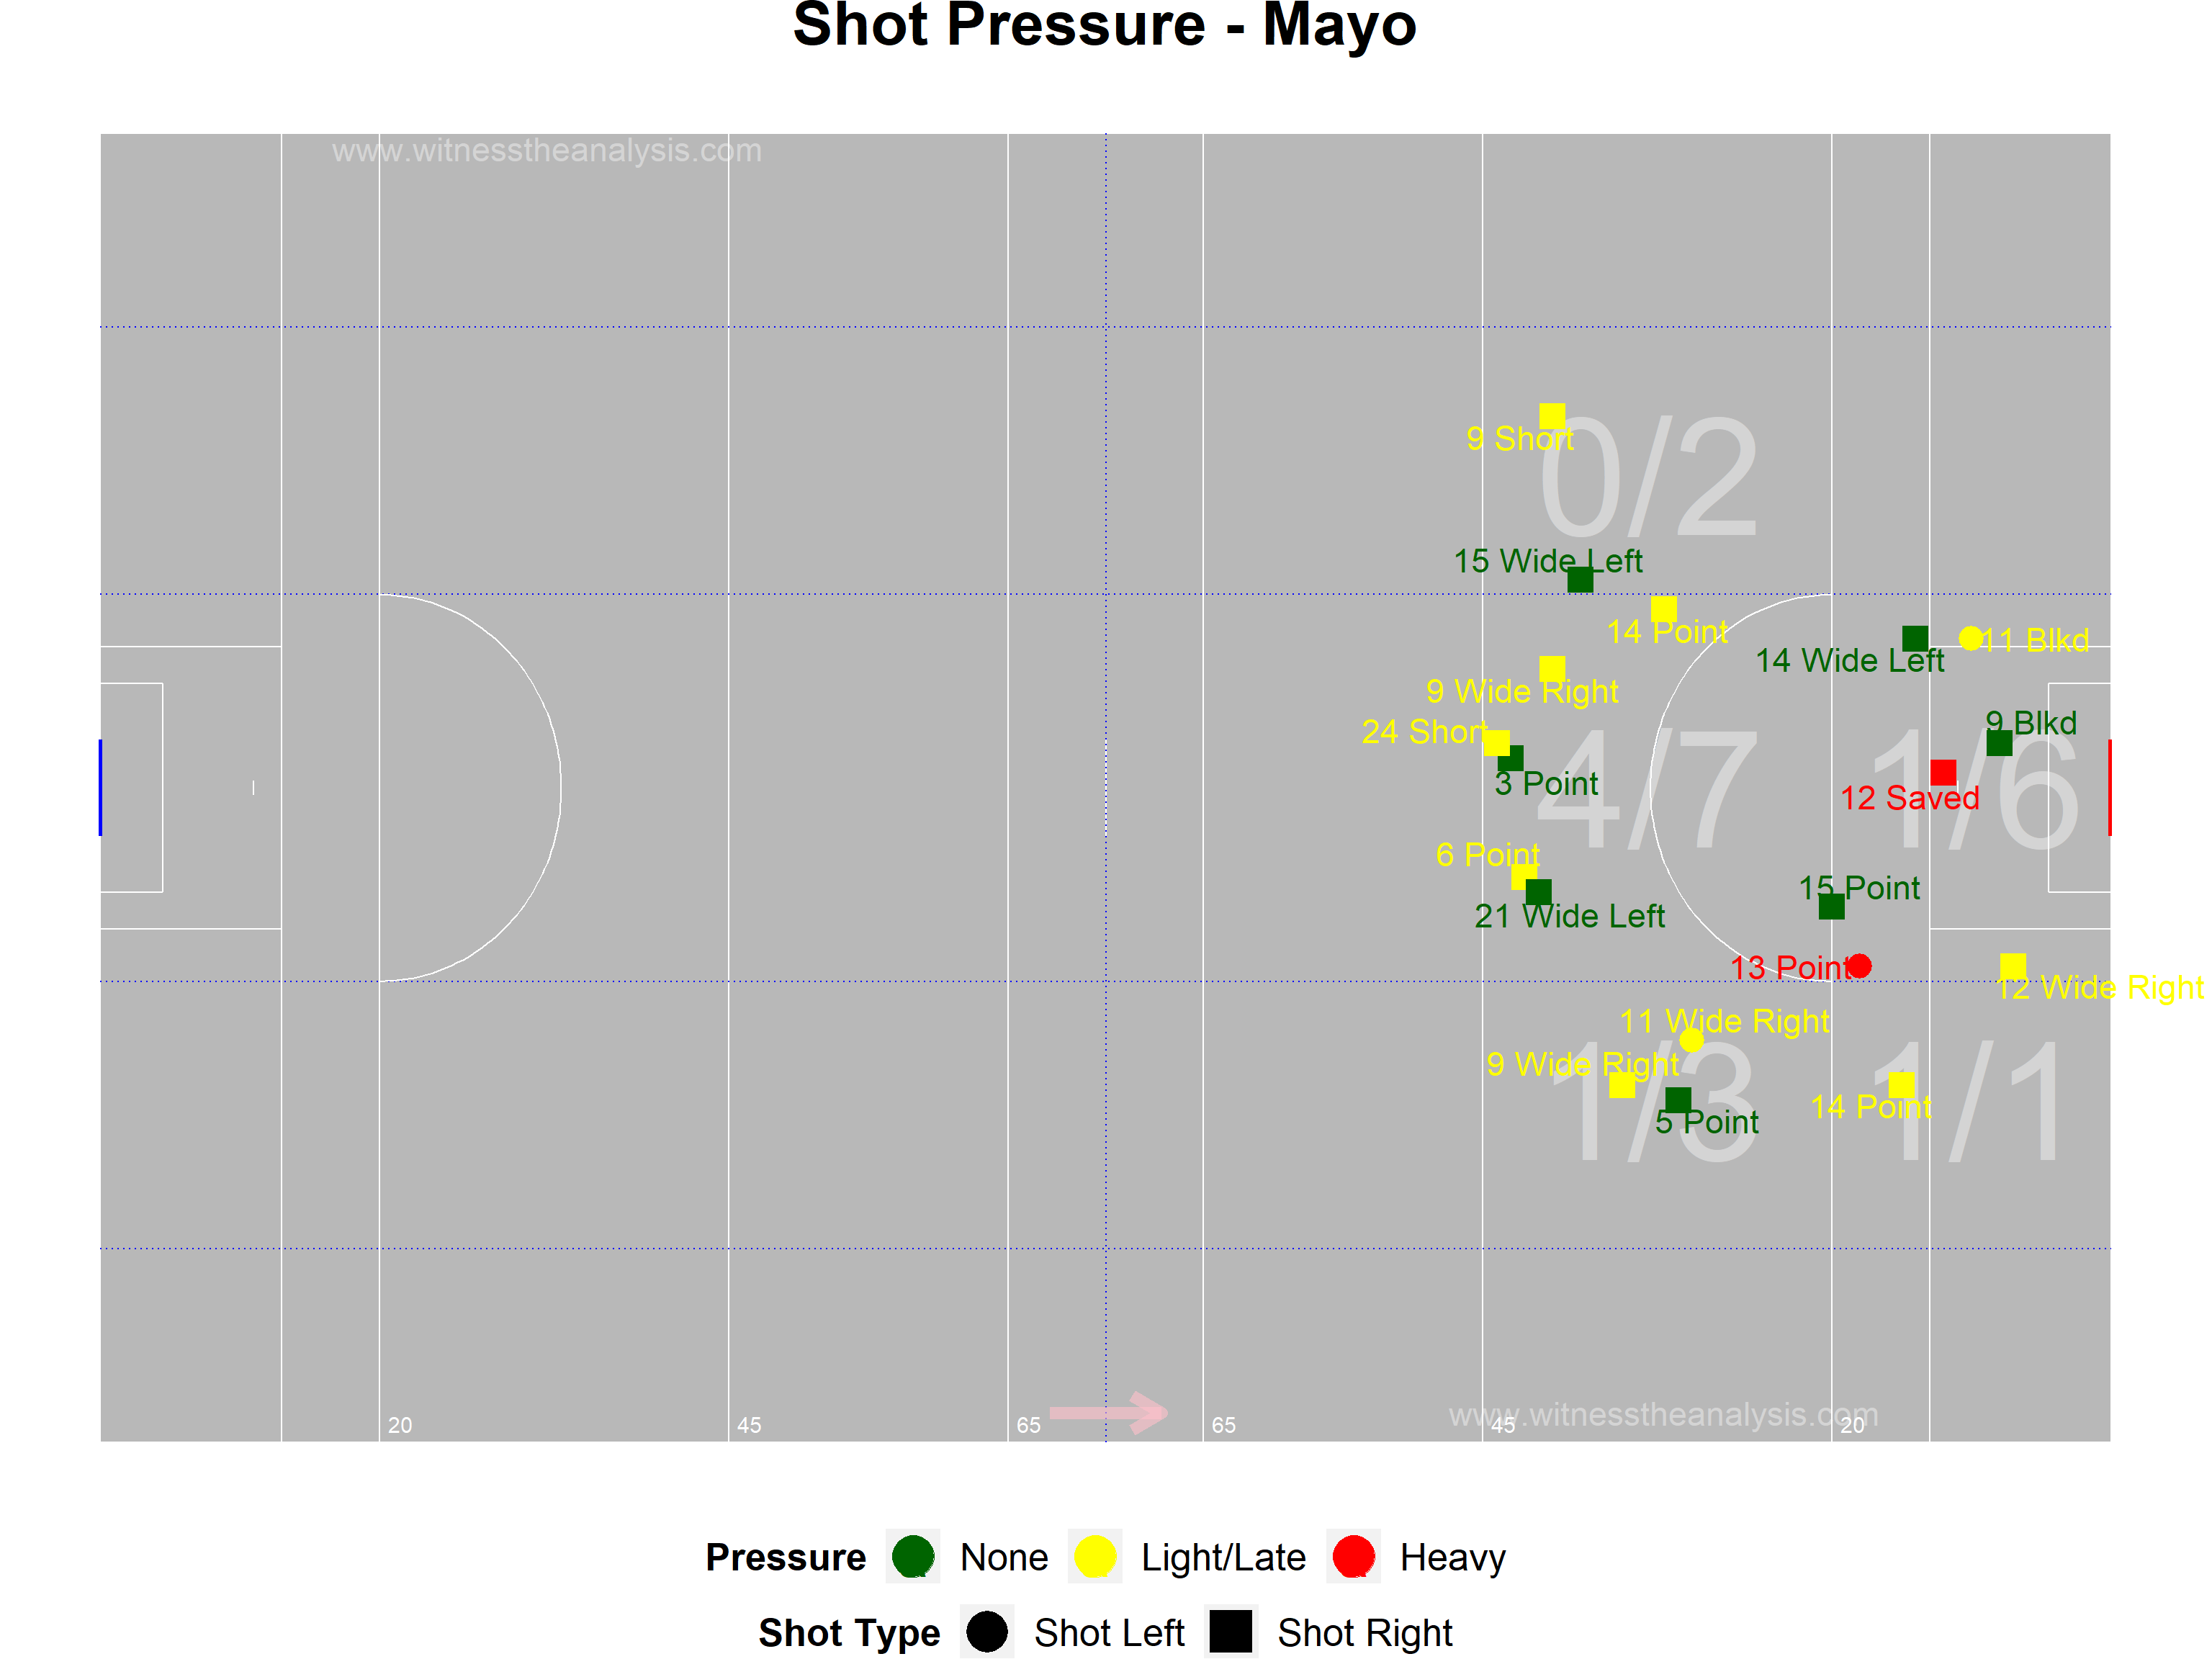 Shot Pressure - Mayo
www.witnesstheanalysis.com
9 Short
0/2
15 Wide Left
14 Point
14 Wide Left
11 Blkd
9 Wide Right
24 Short
9 Blkd
3 Point
4/7
1/6
12 Saved
6 Point
15 Point
21 Wide Left
13 Point
12 Wide Right
11 Wide Right
9 Wide Right
1/3
1/1
14 Point
5 Point
www.witnesstheanalysis.com
20
45
65
65
45
20
Pressure None Light/Late Heavy
Shot Type Shot Left Shot Right